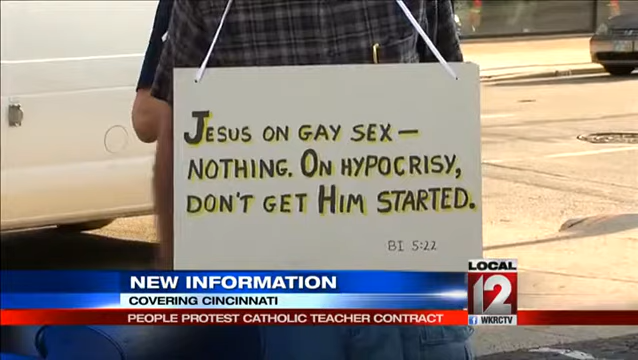 JESUS ON GAY SEX —
NOTHING. ON HYPOCRISY,
DON'T GET HIM STARTED.
BI 5:22
NEW INFORMATION
COVERING CINCINNATI
PEOPLE PROTEST CATHOLIC TEACHER CONTRACT
LOCAL
12
f WKRCTV